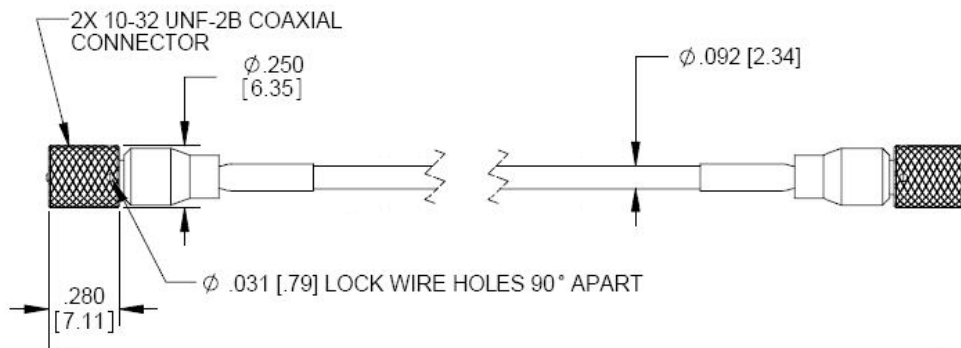 2X 10-32 UNF-2B COAXIAL
CONNECTOR
⌀.250
[6.35]
⌀.092 [2.34]
⌀ .031 [.79] LOCK WIRE HOLES 90° APART
.280
[7.11]